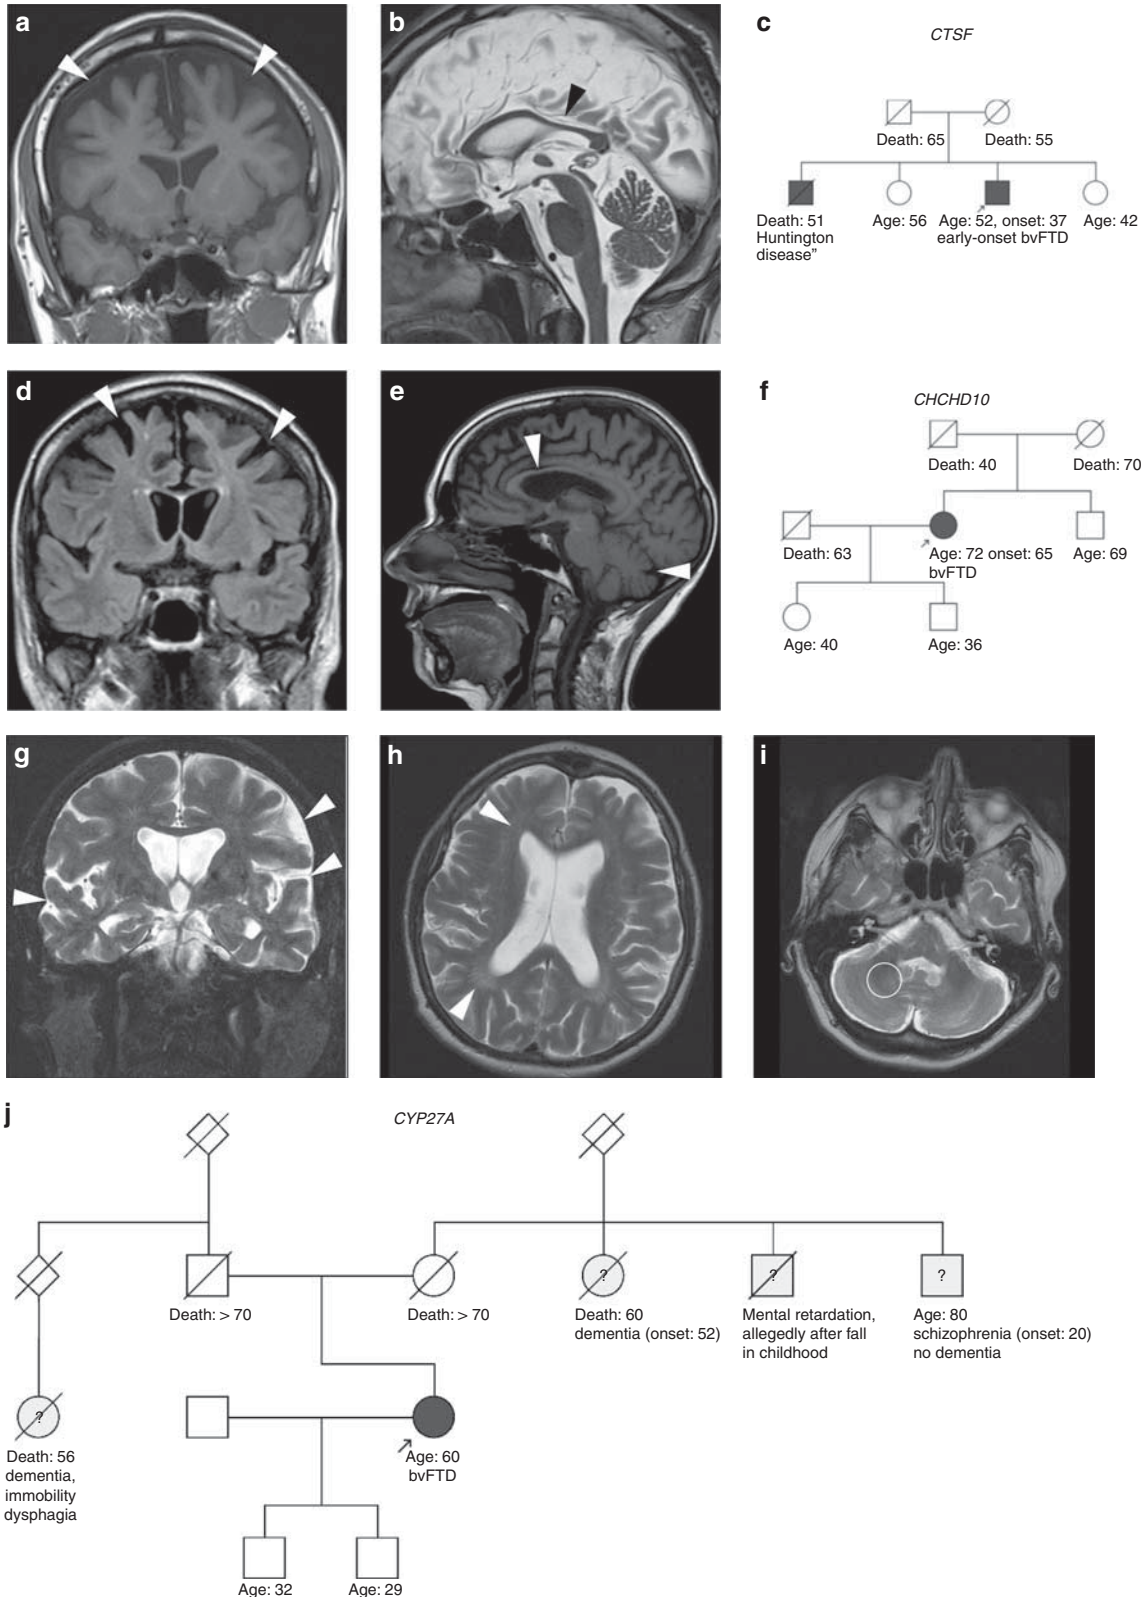 a
b
c
CTSF
Death: 65
Death: 55
Death: 51
Huntington
disease”
Age: 56
Age: 52, onset: 37
early-onset bvFTD
Age: 42
d
e
f
CHCHD10
Death: 40
Death: 70
Death: 63
Age: 72 onset: 65
bvFTD
Age: 69
Age: 40
Age: 36
g
h
i
j
CYP27A
?
?
?
Death: > 70
Death: > 70
Death: 60
dementia (onset: 52)
Mental retardation,
allegedly after fall
in childhood
Age: 80
schizophrenia (onset: 20)
no dementia
?
Death: 56
dementia,
immobility
dysphagia
Age: 60
bvFTD
Age: 32
Age: 29